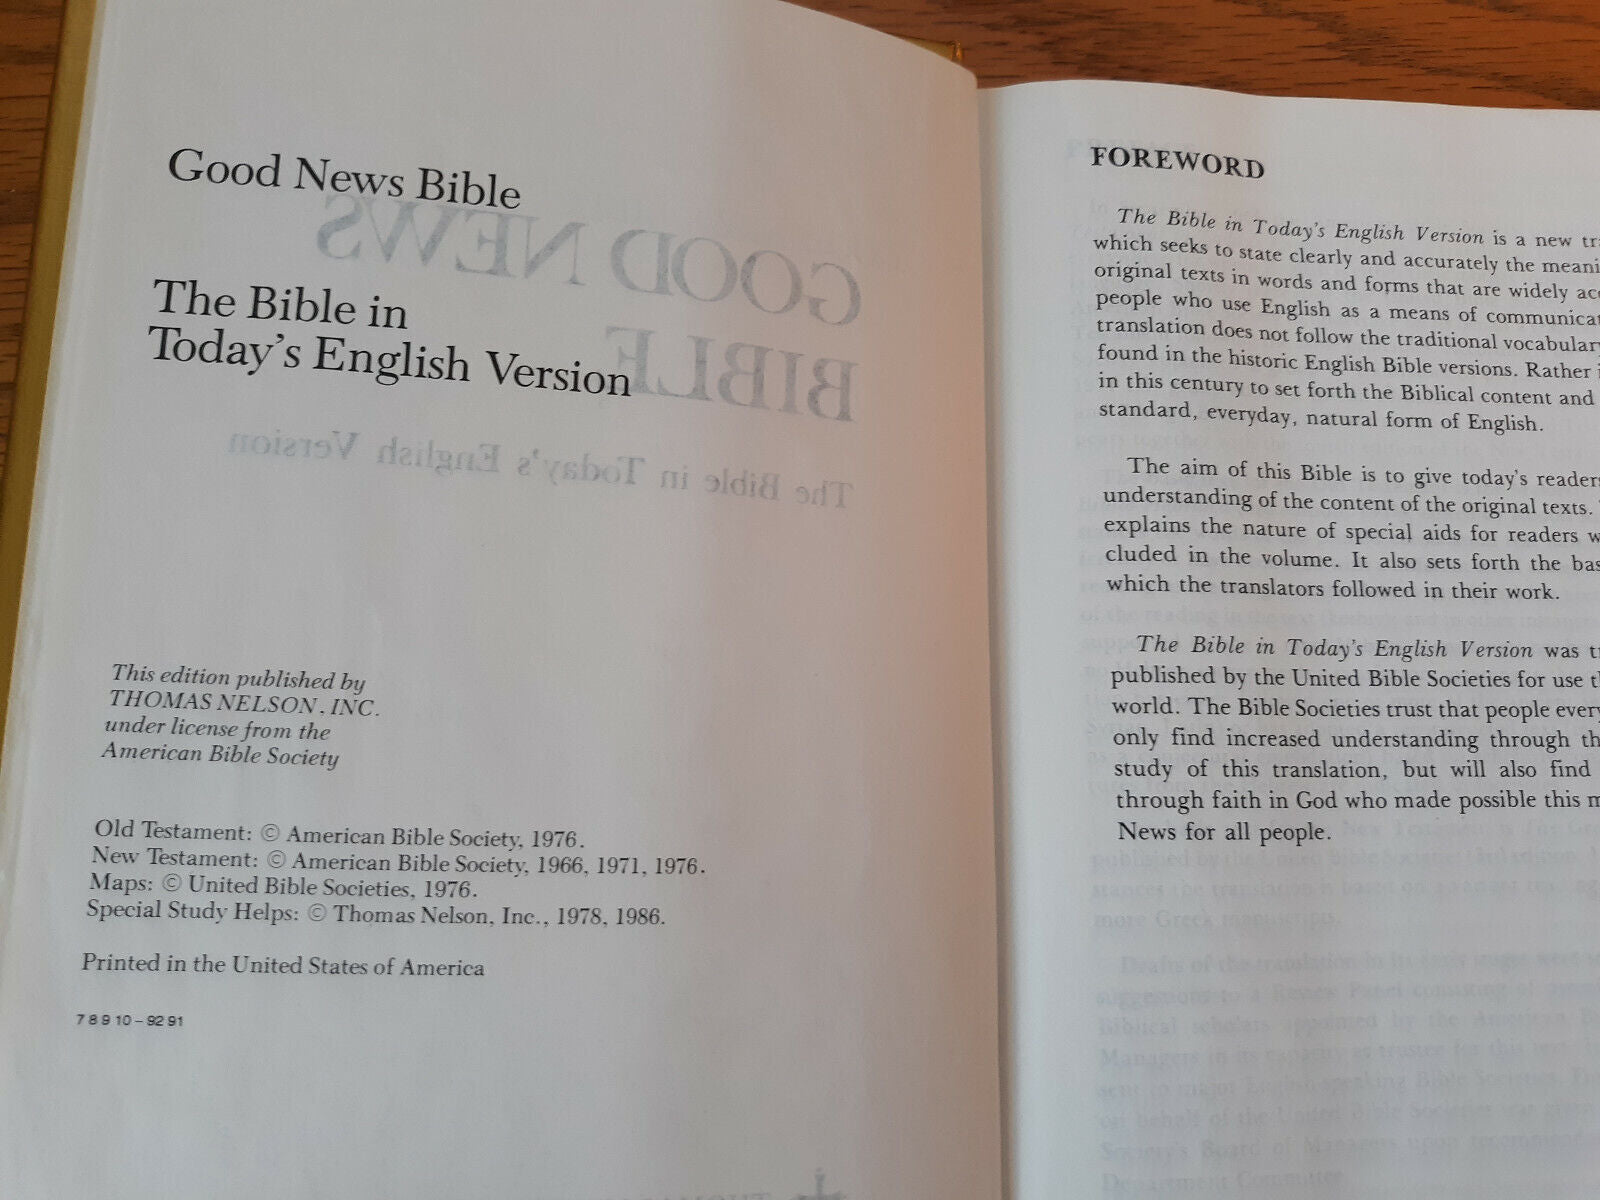 Good News Bible
The Bible in
Today's English Version
This edition published by
THOMAS NELSON, INC.
under license from the
American Bible Society
Old Testament: © American Bible Society, 1976.
New Testament: © American Bible Society, 1966, 1971, 1976.
Maps: © United Bible Societies, 1976.
Special Study Helps: © Thomas Nelson, Inc., 1978, 1986.
Printed in the United States of America
7 8 9 10 – 92 91
GOOD NEWS
BIBLE
The Bible in Today's English Version
FOREWORD
The Bible in Today's English Version is a new
which seeks to state clearly and accurately the
original texts in words and forms that are widely
people who use English as a means of
translation does not follow the traditional
found in the historic English Bible versions. Rather
in this century to set forth the Biblical content and
standard, everyday, natural form of English.
The aim of this Bible is to give today's
understanding of the content of the original texts.
explains the nature of special aids for readers
cluded in the volume. It also sets forth the
which the translators followed in their work.
The Bible in Today's English Version was
published by the United Bible Societies for use
world. The Bible Societies trust that people
only find increased understanding through
study of this translation, but will also find
through faith in God who made possible this
News for all people.